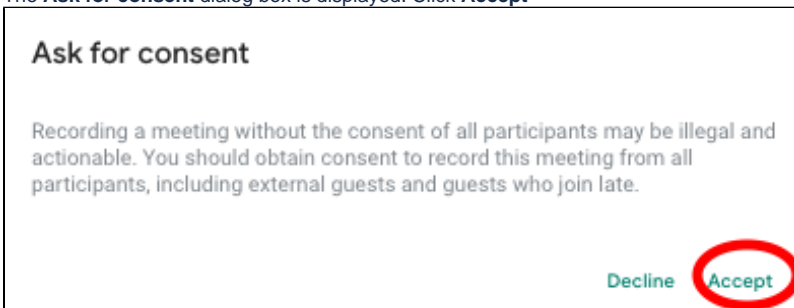 The Ask for consent dialog box is displayed. Click Accept
Ask for consent
Recording a meeting without the consent of all participants may be illegal and
actionable. You should obtain consent to record this meeting from all
participants, including external guests and guests who join late.
Decline Accept